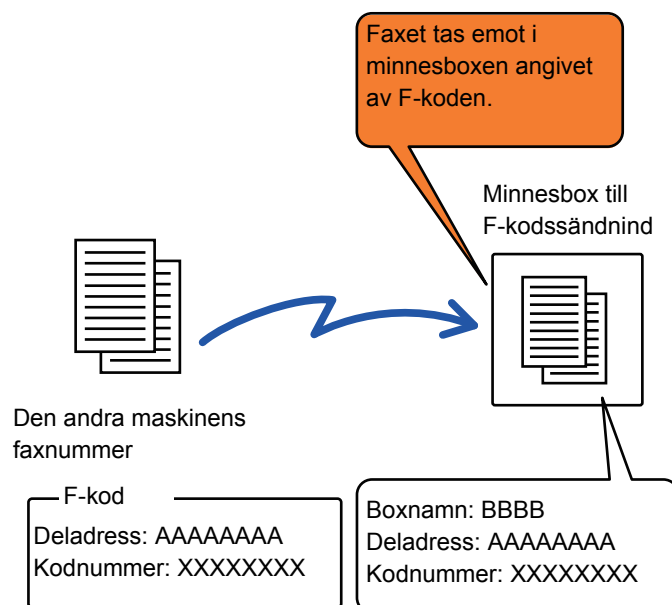 Faxet tas emot i
minnesboxen angivet
av F-koden.
Minnesbox till
F-kodssändnind
Den andra maskinens
faxnummer
F-kod
Deladress: AAAAAAAA
Kodnummer: XXXXXXXX
Boxnamn: BBBB
Deladress: AAAAAAAA
Kodnummer: XXXXXXXX